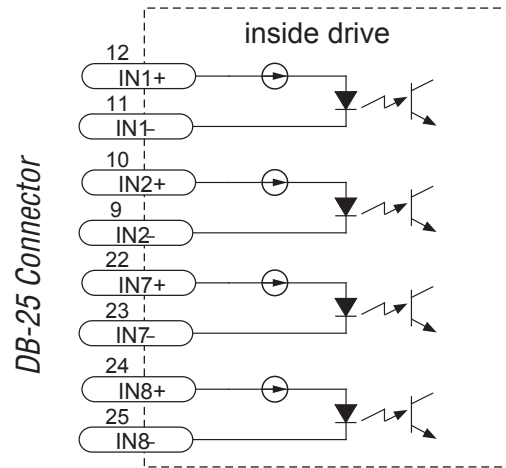 inside drive
DB-25 Connector
12
IN1+
11
IN1-
10
IN2+
9
IN2-
22
IN7+
23
IN7-
24
IN8+
25
IN8-